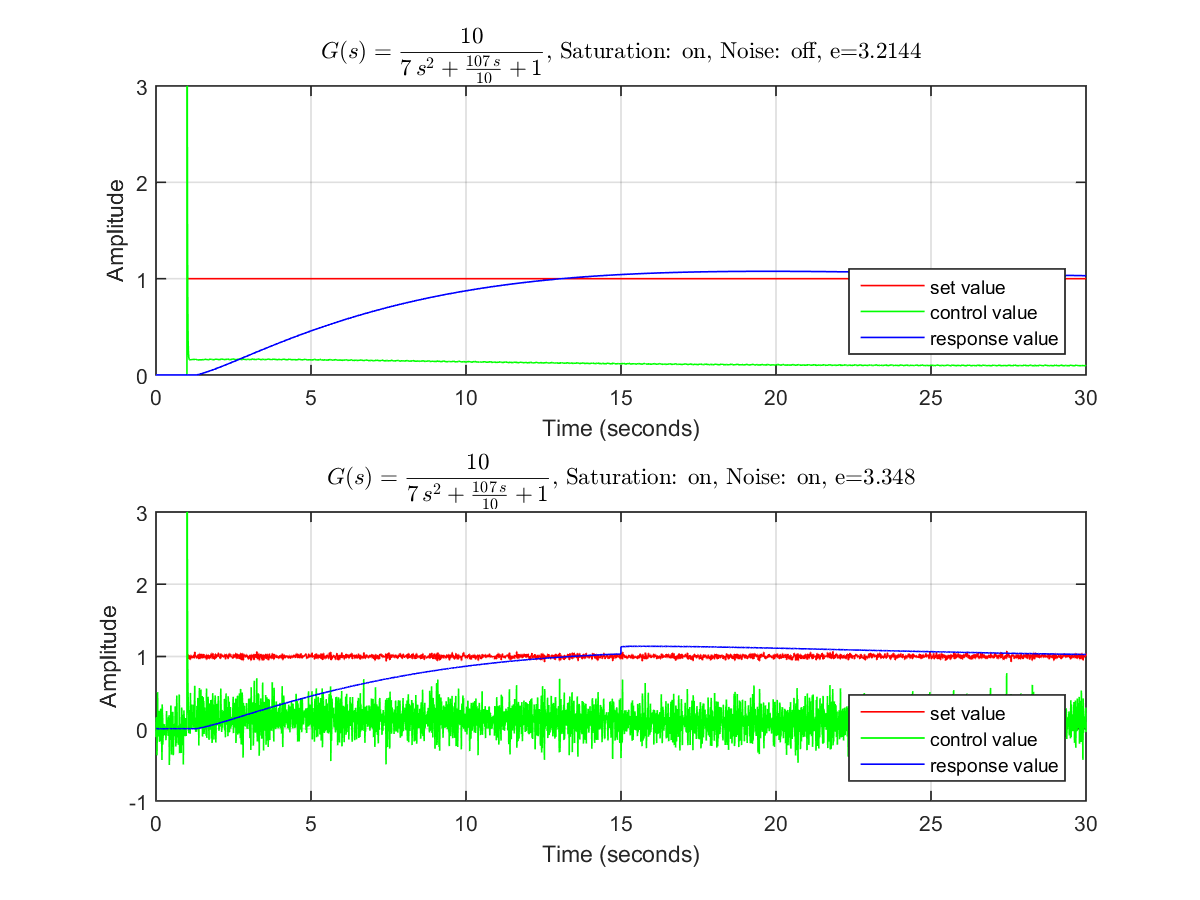 G(s) = 10 / (7 s² + 107 s/10 + 1), Saturation: on, Noise: off, e=3.2144
3
2
1
0
Amplitude
set value
control value
response value
0 5 10 15 20 25 30
Time (seconds)
G(s) = 10 / (7 s² + 107 s/10 + 1), Saturation: on, Noise: on, e=3.348
3
2
1
0
-1
Amplitude
set value
control value
response value
0 5 10 15 20 25 30
Time (seconds)